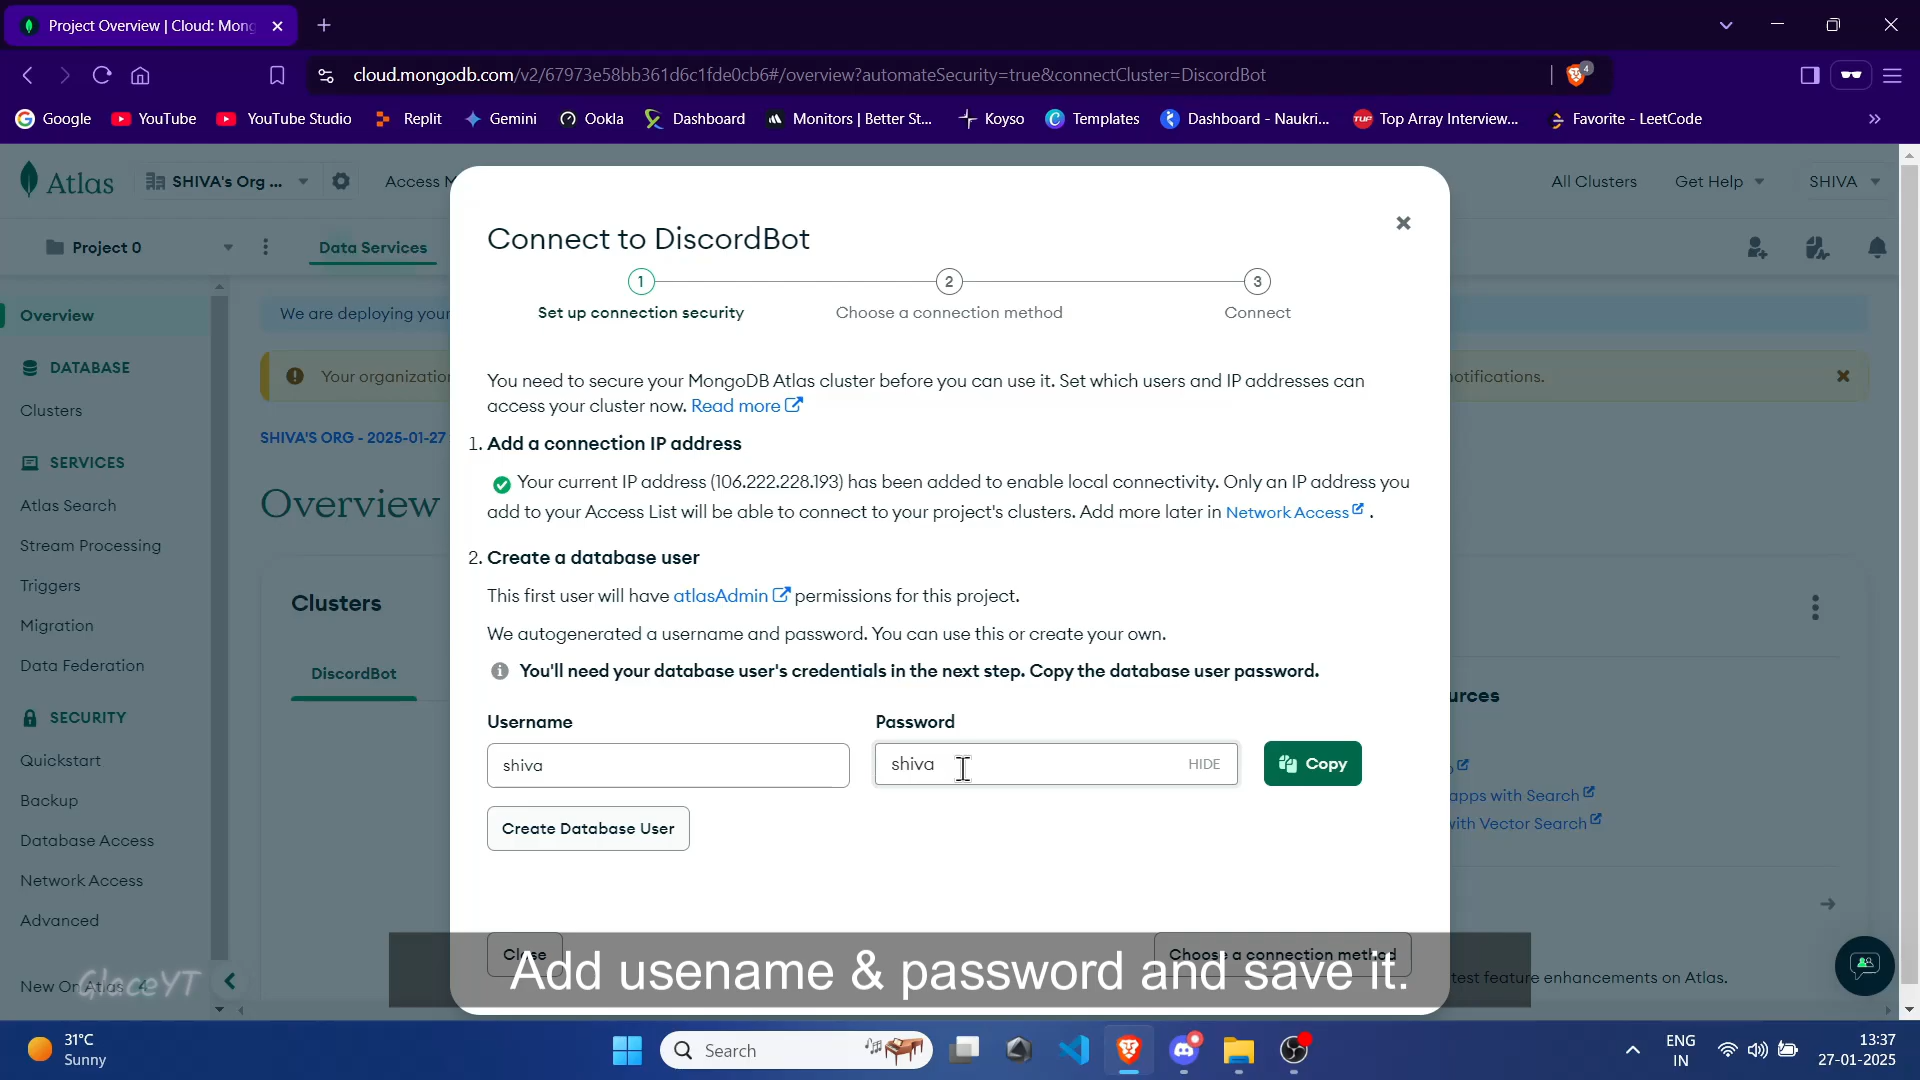 Project Overview | Cloud: Mong
cloud.mongodb.com/v2/67973e58bb361d6c1fde0cb6#/overview?automateSecurity=true&connectCluster=DiscordBot
4
Google YouTube YouTube Studio Replit Gemini Ookla Dashboard Monitors | Better St... Koyso Templates Dashboard - Naukri... TUF Top Array Interview... Favorite - LeetCode »
Atlas SHIVA's Org ... Access M All Clusters Get Help SHIVA
Project 0 Data Services
Overview
DATABASE
Clusters
SERVICES
Atlas Search
Stream Processing
Triggers
Migration
Data Federation
SECURITY
Quickstart
Backup
Database Access
Network Access
Advanced
New On Atlas 4
GlaceYT
We are deploying your
Your organization
notifications.
SHIVA'S ORG - 2025-01-27
Overview
Clusters
DiscordBot
Connect to DiscordBot
1 2 3
Set up connection security Choose a connection method Connect
You need to secure your MongoDB Atlas cluster before you can use it. Set which users and IP addresses can
access your cluster now. Read more
1. Add a connection IP address
Your current IP address (106.222.228.193) has been added to enable local connectivity. Only an IP address you
add to your Access List will be able to connect to your project's clusters. Add more later in Network Access .
2. Create a database user
This first user will have atlasAdmin permissions for this project.
We autogenerated a username and password. You can use this or create your own.
You'll need your database user's credentials in the next step. Copy the database user password.
Username Password
shiva shiva HIDE Copy
Create Database User
Close Choose a connection method
urces
apps with Search
with Vector Search
test feature enhancements on Atlas.
Add usename & password and save it.
31°C
Sunny
Search
ENG
IN
13:37
27-01-2025